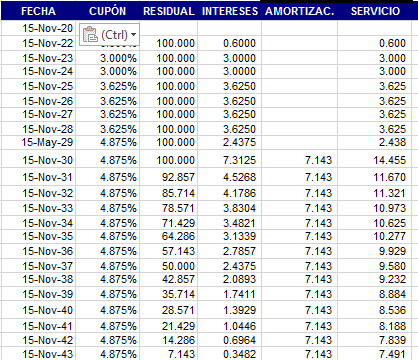 FECHA CUPÓN RESIDUAL INTERESES AMORTIZAC. SERVICIO
15-Nov-20
(Ctrl)
15-Nov-22 100.000 0.6000 0.600
15-Nov-23 3.000% 100.000 3.0000 3.000
15-Nov-24 3.000% 100.000 3.0000 3.000
15-Nov-25 3.625% 100.000 3.6250 3.625
15-Nov-26 3.625% 100.000 3.6250 3.625
15-Nov-27 3.625% 100.000 3.6250 3.625
15-Nov-28 3.625% 100.000 3.6250 3.625
15-May-29 4.875% 100.000 2.4375 2.438
15-Nov-30 4.875% 100.000 7.3125 7.143 14.455
15-Nov-31 4.875% 92.857 4.5268 7.143 11.670
15-Nov-32 4.875% 85.714 4.1786 7.143 11.321
15-Nov-33 4.875% 78.571 3.8304 7.143 10.973
15-Nov-34 4.875% 71.429 3.4821 7.143 10.625
15-Nov-35 4.875% 64.286 3.1339 7.143 10.277
15-Nov-36 4.875% 57.143 2.7857 7.143 9.929
15-Nov-37 4.875% 50.000 2.4375 7.143 9.580
15-Nov-38 4.875% 42.857 2.0893 7.143 9.232
15-Nov-39 4.875% 35.714 1.7411 7.143 8.884
15-Nov-40 4.875% 28.571 1.3929 7.143 8.536
15-Nov-41 4.875% 21.429 1.0446 7.143 8.188
15-Nov-42 4.875% 14.286 0.6964 7.143 7.839
15-Nov-43 4.875% 7.143 0.3482 7.143 7.491